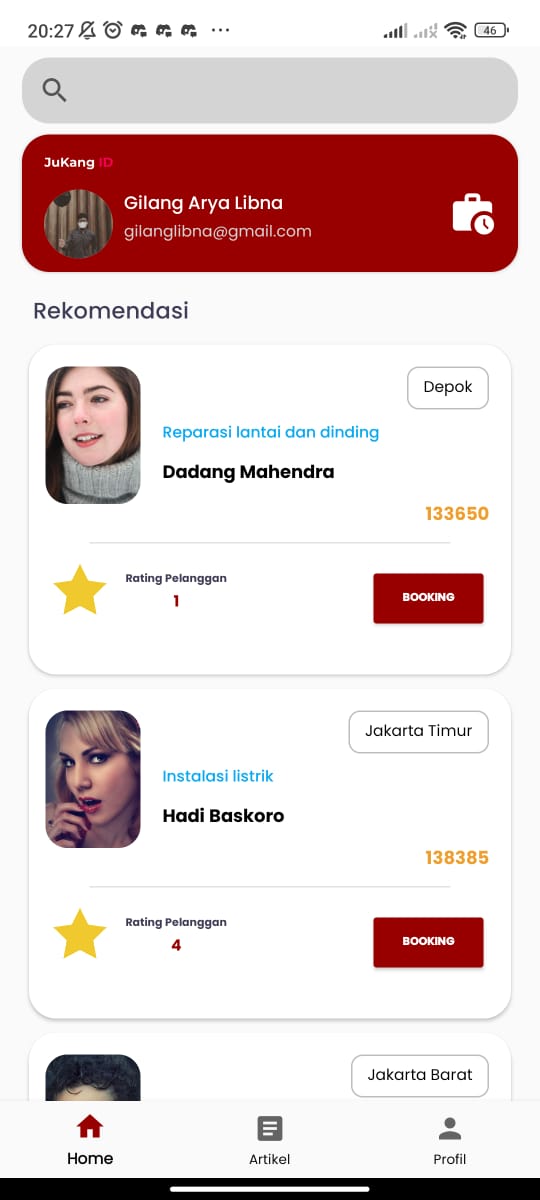 20:27
46
JuKang ID
Gilang Arya Libna
gilanglibna@gmail.com
Rekomendasi
Depok
Reparasi lantai dan dinding
Dadang Mahendra
133650
Rating Pelanggan
1
BOOKING
Jakarta Timur
Instalasi listrik
Hadi Baskoro
138385
Rating Pelanggan
4
BOOKING
Jakarta Barat
Home
Artikel
Profil